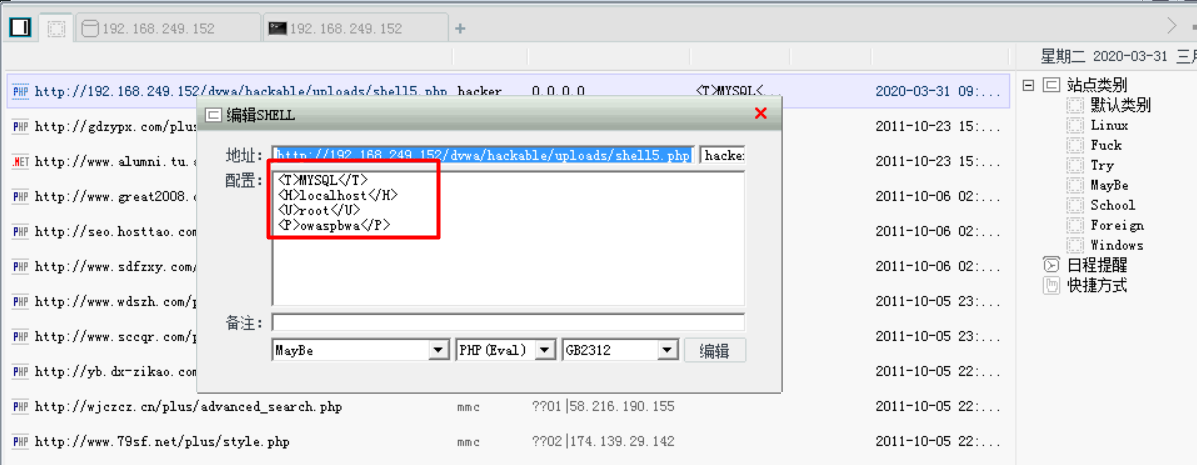 192.168.249.152
192.168.249.152
+
星期二 2020-03-31 三月
PHP http://192.168.249.152/dvwa/hackable/uploads/shell5.php hacker 0.0.0.0 <T>MYSQL<... 2020-03-31 09:...
编辑SHELL
PHP http://gdzypx.com/plus 2011-10-23 15:...
地址: http://192.168.249.152/dvwa/hackable/uploads/shell5.php hacker
.NET http://www.alumni.tu. 2011-10-23 15:...
配置: <T>MYSQL</T>
<H>localhost</H>
<U>root</U>
<P>owaspbwa</P>
PHP http://www.great2008. 2011-10-06 02:...
PHP http://seo.hosttao.com 2011-10-06 02:...
PHP http://www.sdfzxy.com/ 2011-10-06 02:...
PHP http://www.wdszh.com/p 2011-10-05 23:...
备注:
PHP http://www.sccqr.com/p 2011-10-05 23:...
MayBe PHP(Eval) GB2312 编辑
PHP http://yb.dx-zikao.com 2011-10-05 22:...
PHP http://wjczcz.cn/plus/advanced_search.php mmc ??01|58.216.190.155 2011-10-05 22:...
PHP http://www.79sf.net/plus/style.php mmc ??02|174.139.29.142 2011-10-05 22:...
站点类别
默认类别
Linux
Fuck
Try
MayBe
School
Foreign
Windows
日程提醒
快捷方式